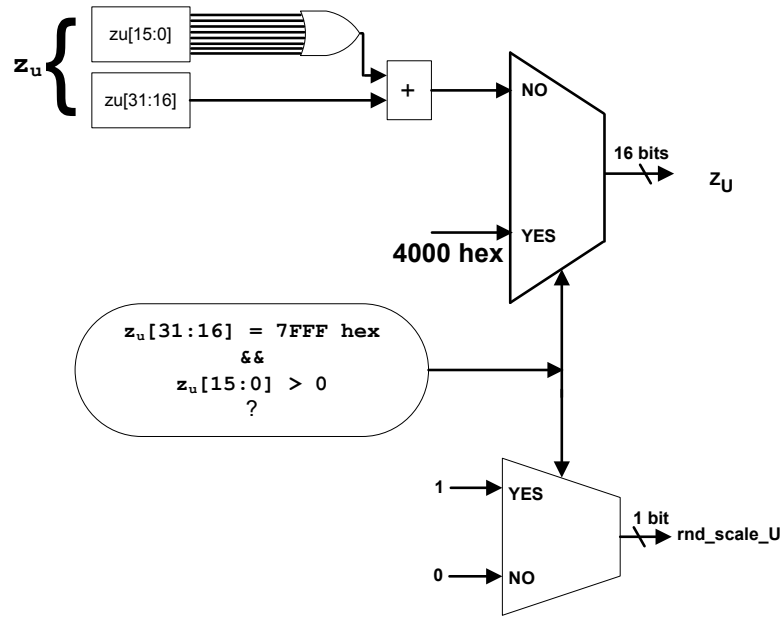 zu[15:0]
z_u
zu[31:16]
+
NO
16 bits
Z_U
YES
4000 hex
z_u[31:16] = 7FFF hex
&&
z_u[15:0] > 0
?
1
YES
1 bit
rnd_scale_U
0
NO